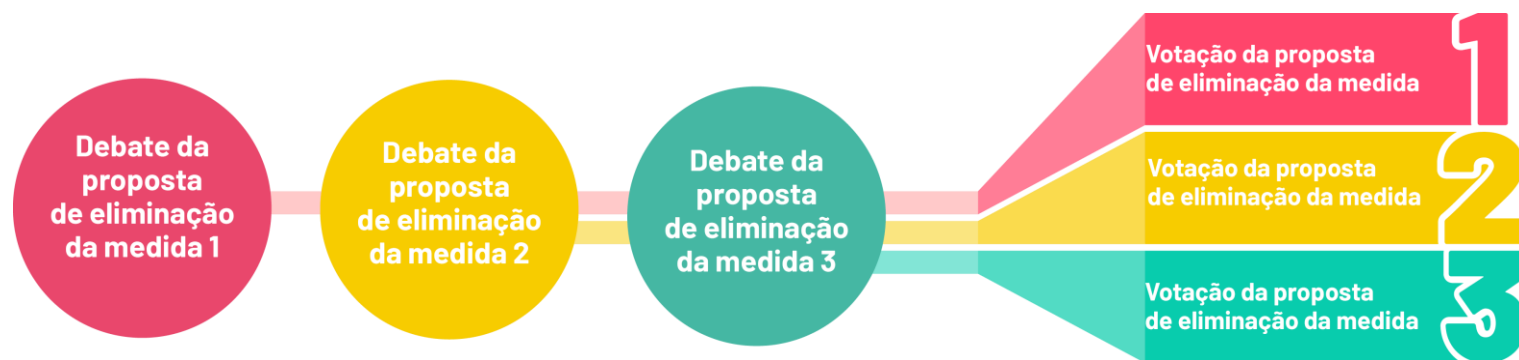 Debate da
proposta
de eliminação
da medida 1
Debate da
proposta
de eliminação
da medida 2
Debate da
proposta
de eliminação
da medida 3
Votação da proposta
de eliminação da medida
1
Votação da proposta
de eliminação da medida
2
Votação da proposta
de eliminação da medida
3